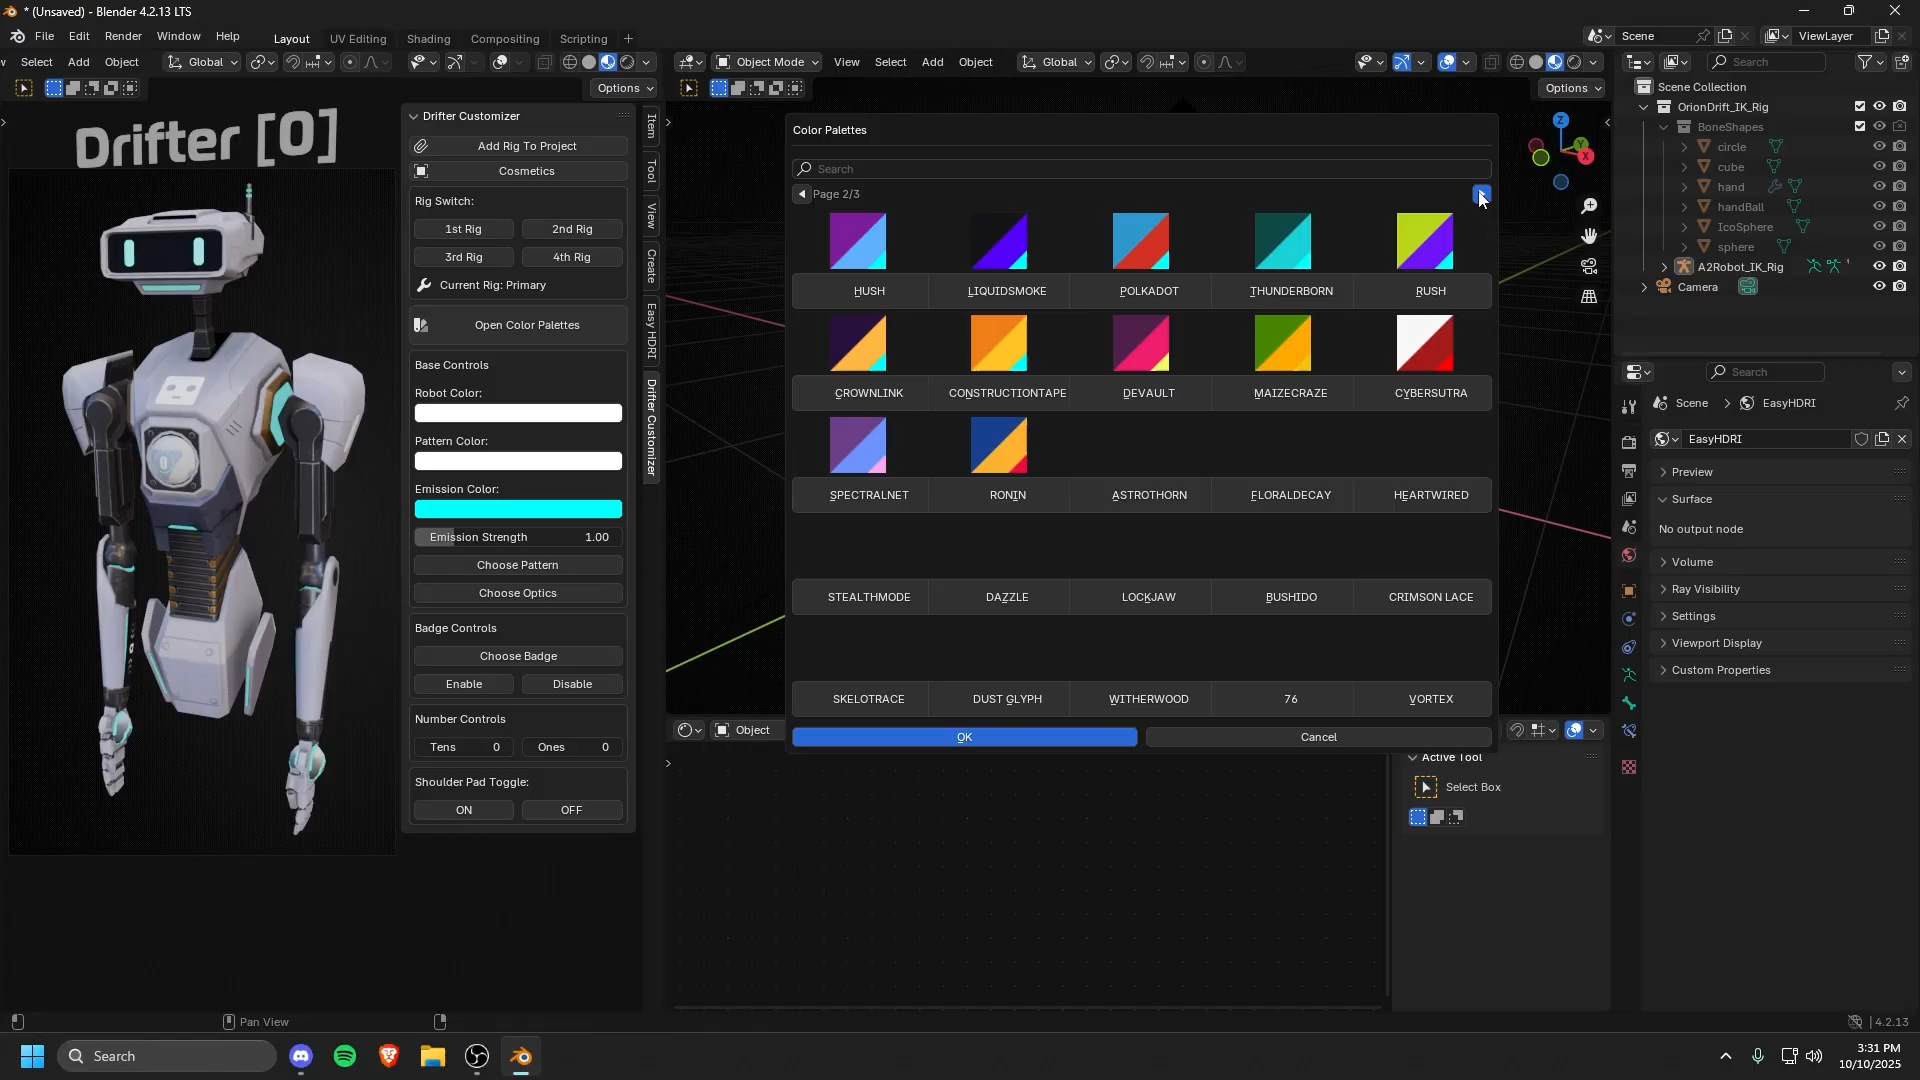 * (Unsaved) - Blender 4.2.13 LTS
File Edit Render Window Help Layout UV Editing Shading Compositing Scripting + Scene ViewLayer
Select Add Object Global Object Mode View Select Add Object Global Search
Options Options
Drifter [0]
Drifter Customizer
Add Rig To Project
Cosmetics
Rig Switch:
1st Rig 2nd Rig
3rd Rig 4th Rig
Current Rig: Primary
Open Color Palettes
Base Controls
Robot Color:
Pattern Color:
Emission Color:
Emission Strength 1.00
Choose Pattern
Choose Optics
Badge Controls
Choose Badge
Enable Disable
Number Controls
Tens 0 Ones 0
Shoulder Pad Toggle:
ON OFF
Item
Tool
View
Create
Easy HDRI
Drifter Customizer
Color Palettes
Search
Page 2/3
HUSH LIQUIDSMOKE POLKADOT THUNDERBORN RUSH
CROWNLINK CONSTRUCTIONTAPE DEVAULT MAIZECRAZE CYBERSUTRA
SPECTRALNET RONIN ASTROTHORN FLORALDECAY HEARTWIRED
STEALTHMODE DAZZLE LOCKJAW BUSHIDO CRIMSON LACE
SKELOTRACE DUST GLYPH WITHERWOOD 76 VORTEX
OK Cancel
Z
Y
X
Object
Active Tool
Select Box
Scene Collection
OrionDrift_IK_Rig
BoneShapes
circle
cube
hand
handBall
IcoSphere
sphere
A2Robot_IK_Rig
Camera
Search
Scene > EasyHDRI
EasyHDRI
Preview
Surface
No output node
Volume
Ray Visibility
Settings
Viewport Display
Custom Properties
Pan View
4.2.13
Search
3:31 PM
10/10/2025